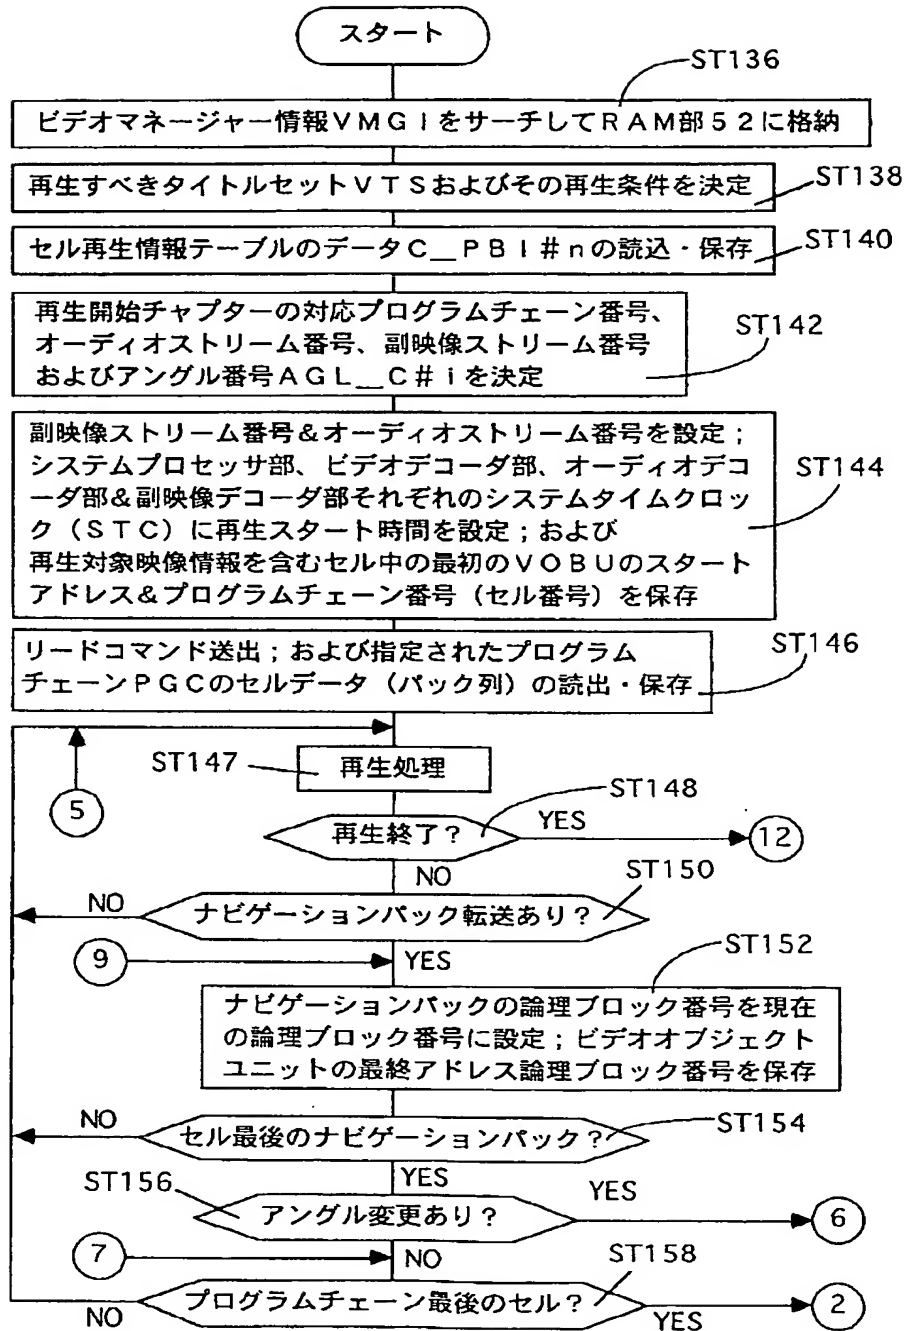 スタート
ST136
ビデオマネージャー情報VMGIをサーチしてRAM部52に格納
再生すべきタイトルセットVTSおよびその再生条件を決定
ST138
セル再生情報テーブルのデータC__PBI#nの読込・保存
ST140
再生開始チャプターの対応プログラムチェーン番号、
オーディオストリーム番号、副映像ストリーム番号
およびアングル番号AGL__C#iを決定
ST142
副映像ストリーム番号&オーディオストリーム番号を設定;
システムプロセッサ部、ビデオデコーダ部、オーディオデコ
ーダ部&副映像デコーダ部それぞれのシステムタイムクロッ
ク(STC)に再生スタート時間を設定;および
再生対象映像情報を含むセル中の最初のVOBUのスタート
アドレス&プログラムチェーン番号(セル番号)を保存
ST144
リードコマンド送出;および指定されたプログラム
チェーンPGCのセルデータ(パック列)の読出・保存
ST146
ST147
再生処理
5
ST148
再生終了?
YES
12
NO
ST150
NO
ナビゲーションパック転送あり?
9
YES
ST152
ナビゲーションパックの論理ブロック番号を現在
の論理ブロック番号に設定;ビデオオブジェクト
ユニットの最終アドレス論理ブロック番号を保存
NO
セル最後のナビゲーションパック?
ST154
YES
ST156
アングル変更あり?
YES
6
7
NO
ST158
プログラムチェーン最後のセル?
NO
YES
2